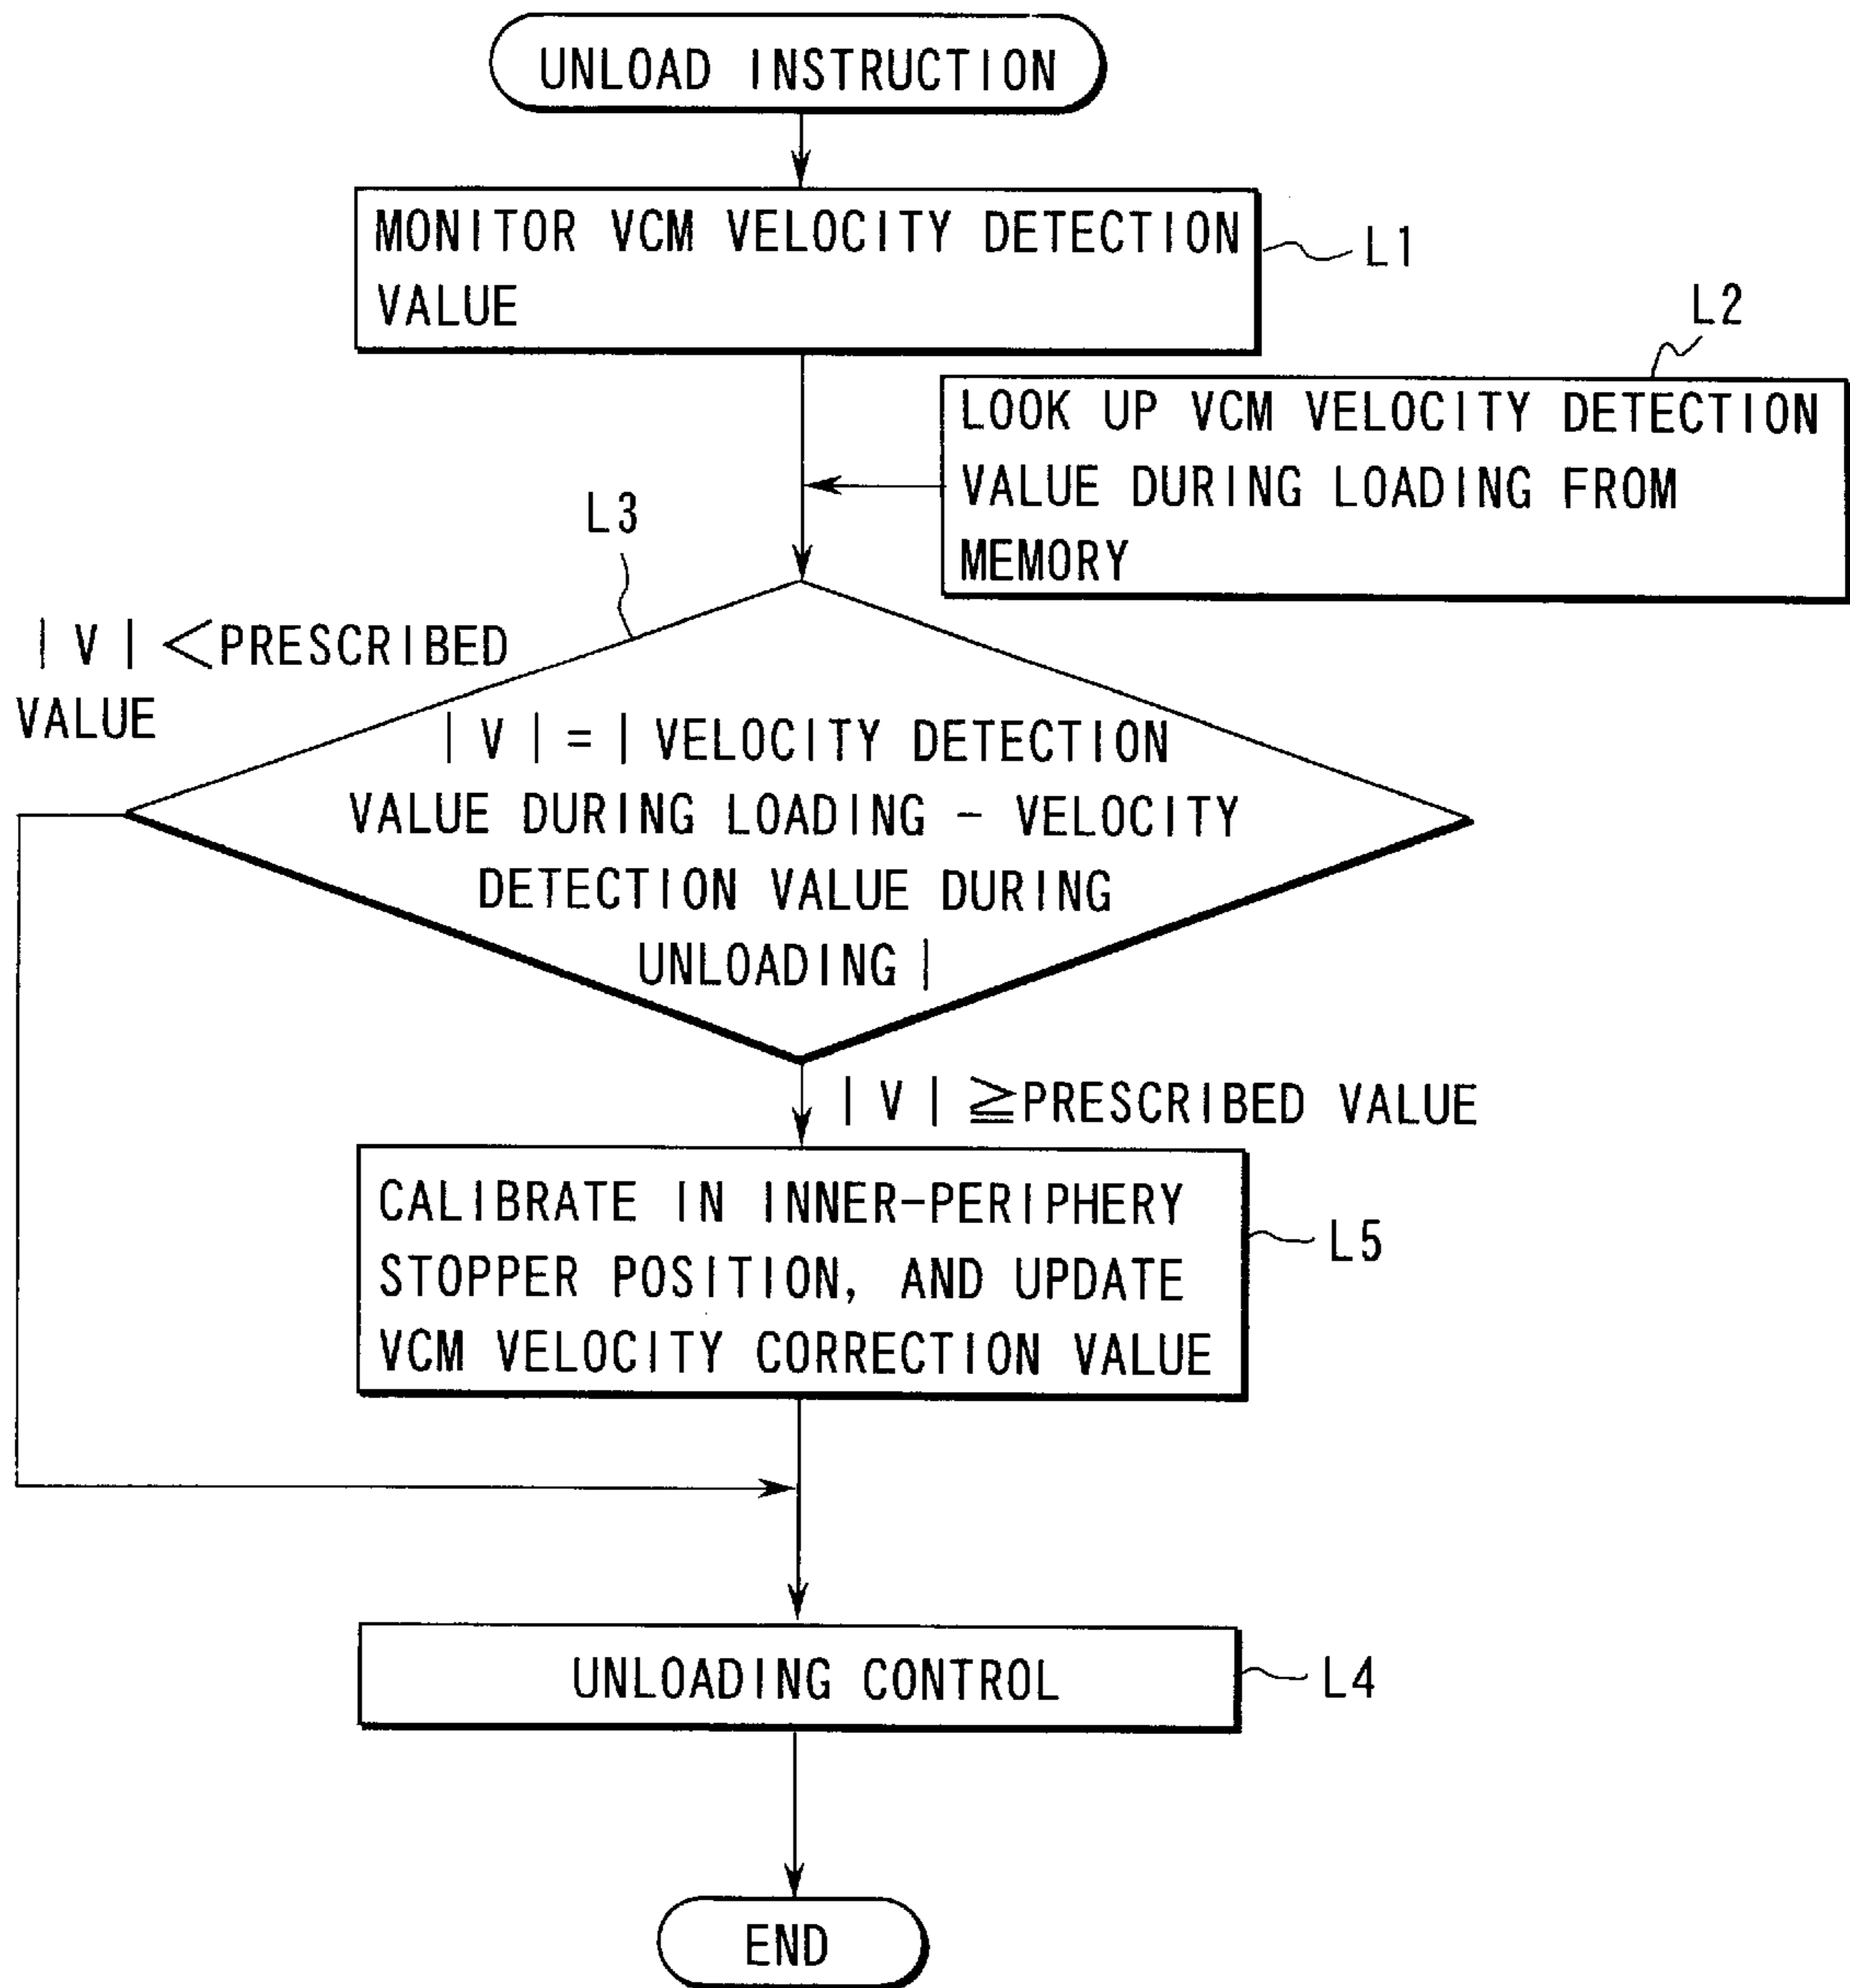 UNLOAD INSTRUCTION
MONITOR VCM VELOCITY DETECTION
VALUE
L1
L2
LOOK UP VCM VELOCITY DETECTION
VALUE DURING LOADING FROM
MEMORY
L3
| V | <PRESCRIBED
VALUE
| V | = | VELOCITY DETECTION
VALUE DURING LOADING - VELOCITY
DETECTION VALUE DURING
UNLOADING |
| V | ≧PRESCRIBED VALUE
CALIBRATE IN INNER-PERIPHERY
STOPPER POSITION, AND UPDATE
VCM VELOCITY CORRECTION VALUE
L5
UNLOADING CONTROL
L4
END